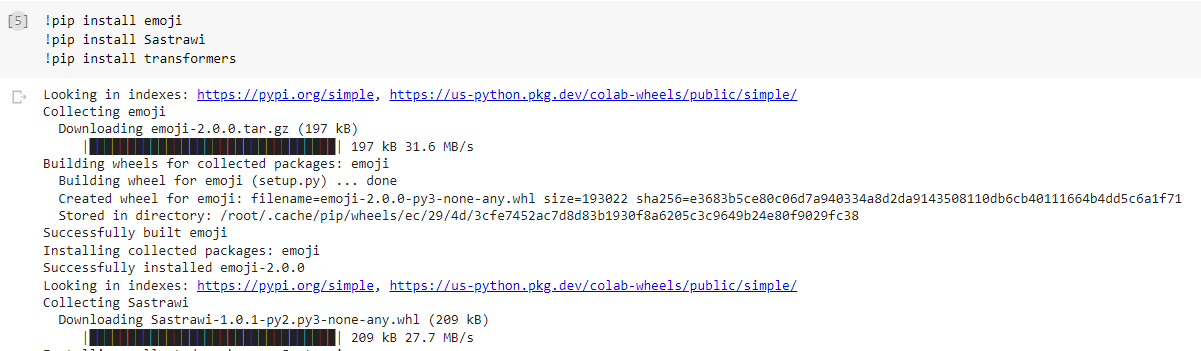 [5] !pip install emoji
!pip install Sastrawi
!pip install transformers
Looking in indexes: https://pypi.org/simple, https://us-python.pkg.dev/colab-wheels/public/simple/
Collecting emoji
Downloading emoji-2.0.0.tar.gz (197 kB)
197 kB 31.6 MB/s
Building wheels for collected packages: emoji
Building wheel for emoji (setup.py) ... done
Created wheel for emoji: filename=emoji-2.0.0-py3-none-any.whl size=193022 sha256=e3683b5ce80c06d7a940334a8d2da9143508110db6cb40111664b4dd5c6a1f71
Stored in directory: /root/.cache/pip/wheels/ec/29/4d/3cfe7452ac7d8d83b1930f8a6205c3c9649b24e80f9029fc38
Successfully built emoji
Installing collected packages: emoji
Successfully installed emoji-2.0.0
Looking in indexes: https://pypi.org/simple, https://us-python.pkg.dev/colab-wheels/public/simple/
Collecting Sastrawi
Downloading Sastrawi-1.0.1-py2.py3-none-any.whl (209 kB)
209 kB 27.7 MB/s